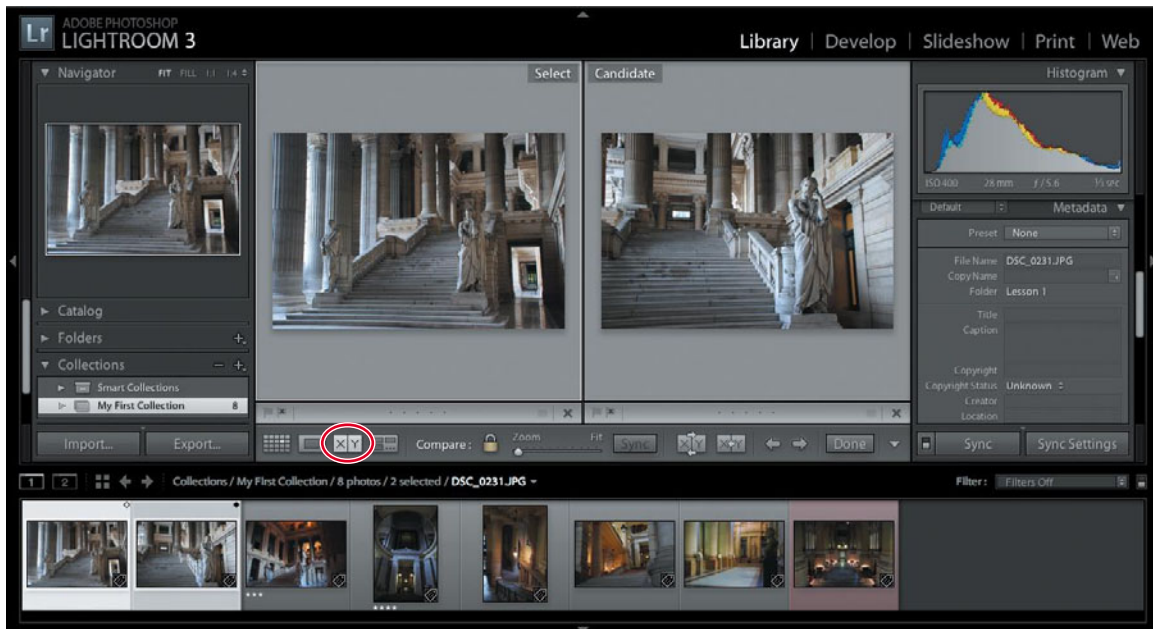 Lr
ADOBE PHOTOSHOP
LIGHTROOM 3
Library | Develop | Slideshow | Print | Web
Navigator FIT FILL 1:1 1:4
Select
Candidate
Histogram
ISO 400 28 mm f / 5.6 ⅓ sec
Catalog
Folders
Collections
Smart Collections
My First Collection 8
Import... Export...
Default Metadata
Preset None
File Name DSC_0231.JPG
Copy Name
Folder Lesson 1
Title
Caption
Copyright
Copyright Status Unknown
Creator
Location
X Y Compare : Zoom Fit Sync X Y X Y Done
Sync Sync Settings
1 2 Collections / My First Collection / 8 photos / 2 selected / DSC_0231.JPG
Filter : Filters Off